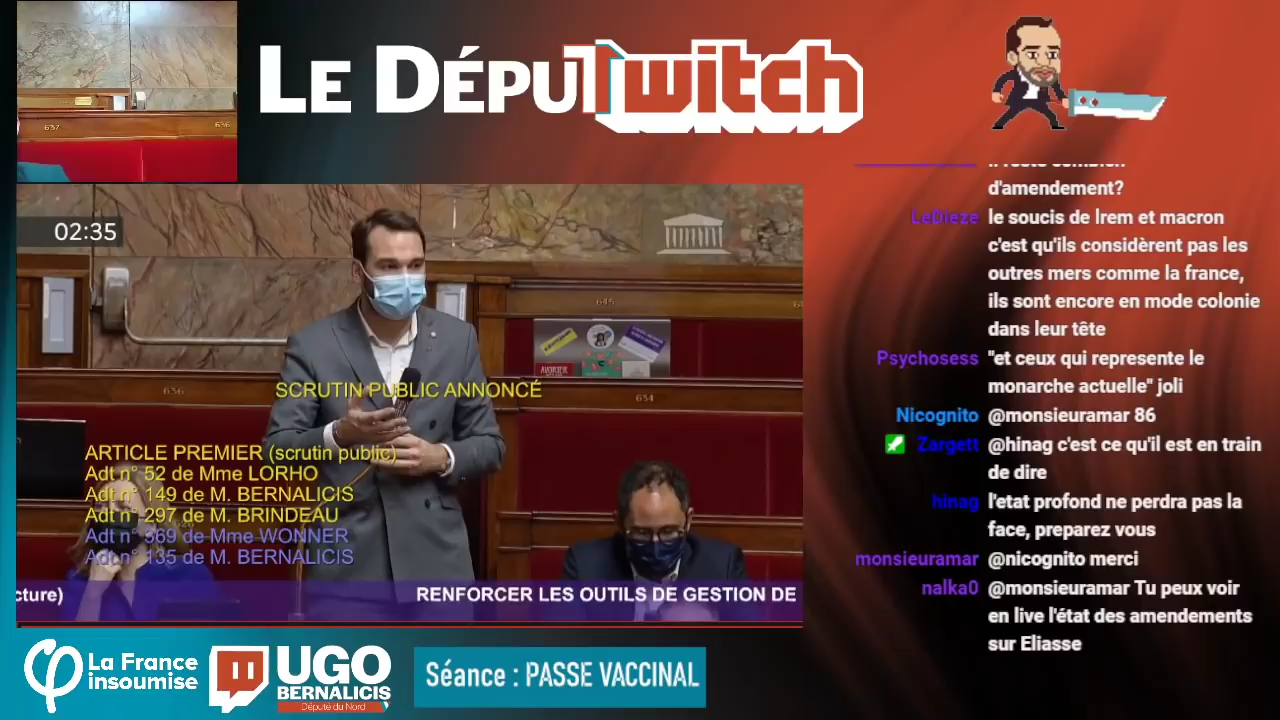 LE DÉPUTwitch
637
636
d'amendement?
LeDieze le soucis de lrem et macron
c'est qu'ils considèrent pas les
outres mers comme la france,
ils sont encore en mode colonie
dans leur tête
Psychosess "et ceux qui represente le
monarche actuelle" joli
Nicognito @monsieuramar 86
Zargett @hinag c'est ce qu'il est en train
de dire
hinag l'etat profond ne perdra pas la
face, preparez vous
monsieuramar @nicognito merci
nalka0 @monsieuramar Tu peux voir
en live l'état des amendements
sur Eliasse
02:35
645
636
634
SCRUTIN PUBLIC ANNONCÉ
ARTICLE PREMIER (scrutin public)
Adt n° 52 de Mme LORHO
Adt n° 149 de M. BERNALICIS
Adt n° 297 de M. BRINDEAU
Adt n° 369 de Mme WONNER
Adt n° 135 de M. BERNALICIS
cture) RENFORCER LES OUTILS DE GESTION DE
La France
insoumise
UGO
BERNALICIS
Député du Nord
Séance : PASSE VACCINAL